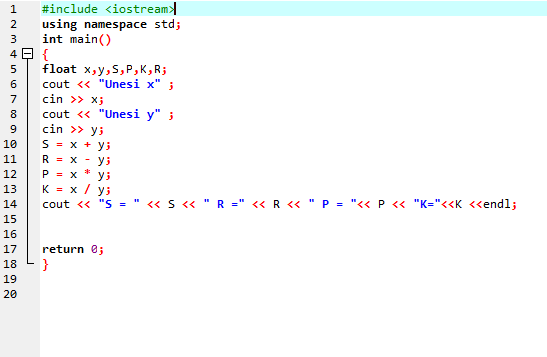 1 #include <iostream>
2 using namespace std;
3 int main()
4 {
5 float x,y,S,P,K,R;
6 cout << "Unesi x" ;
7 cin >> x;
8 cout << "Unesi y" ;
9 cin >> y;
10 S = x + y;
11 R = x - y;
12 P = x * y;
13 K = x / y;
14 cout << "S = " << S << " R =" << R << " P = "<< P << "K="<<K <<endl;
15
16
17 return 0;
18 }
19
20